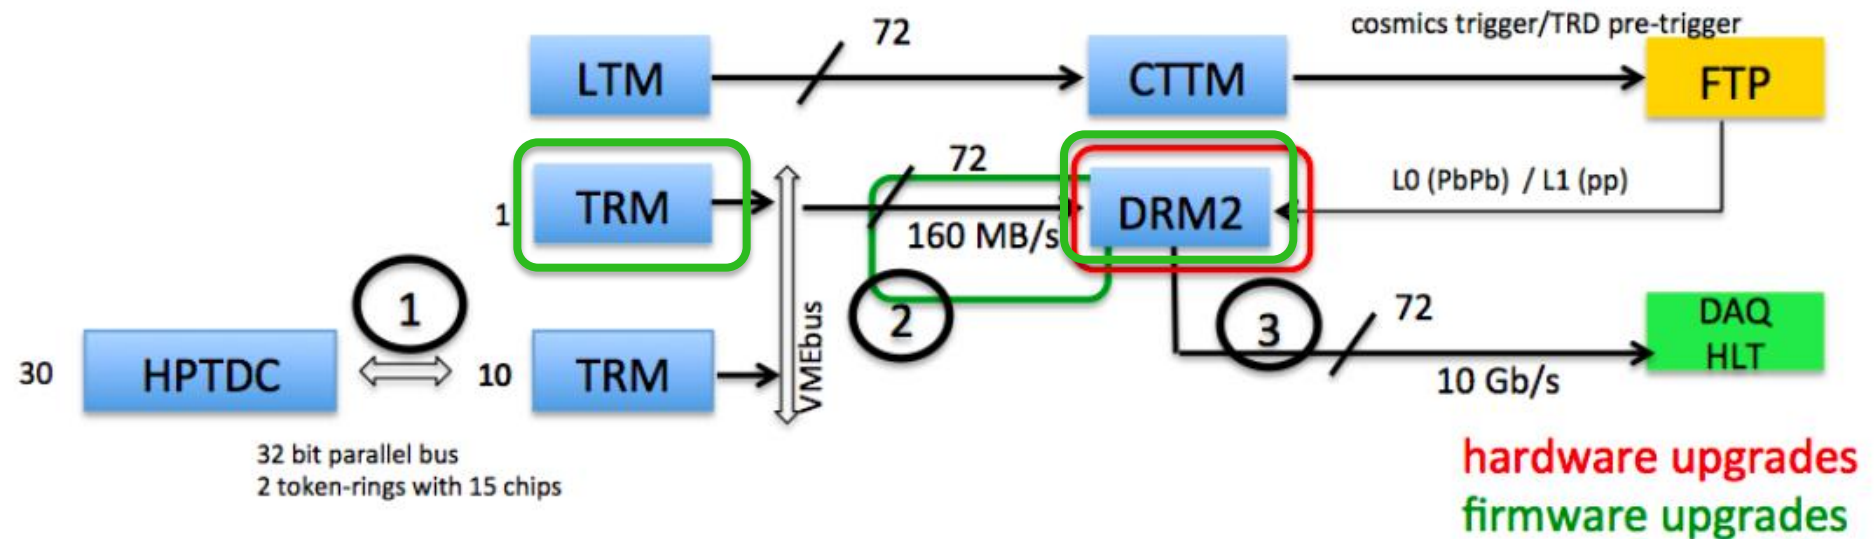 cosmics trigger/TRD pre-trigger
72
LTM
CTTM
FTP
72
L0 (PbPb) / L1 (pp)
1
TRM
160 MB/s
DRM2
1
2
3
72
DAQ
HLT
VMEbus
30
HPTDC
10
TRM
10 Gb/s
32 bit parallel bus
2 token-rings with 15 chips
hardware upgrades
firmware upgrades